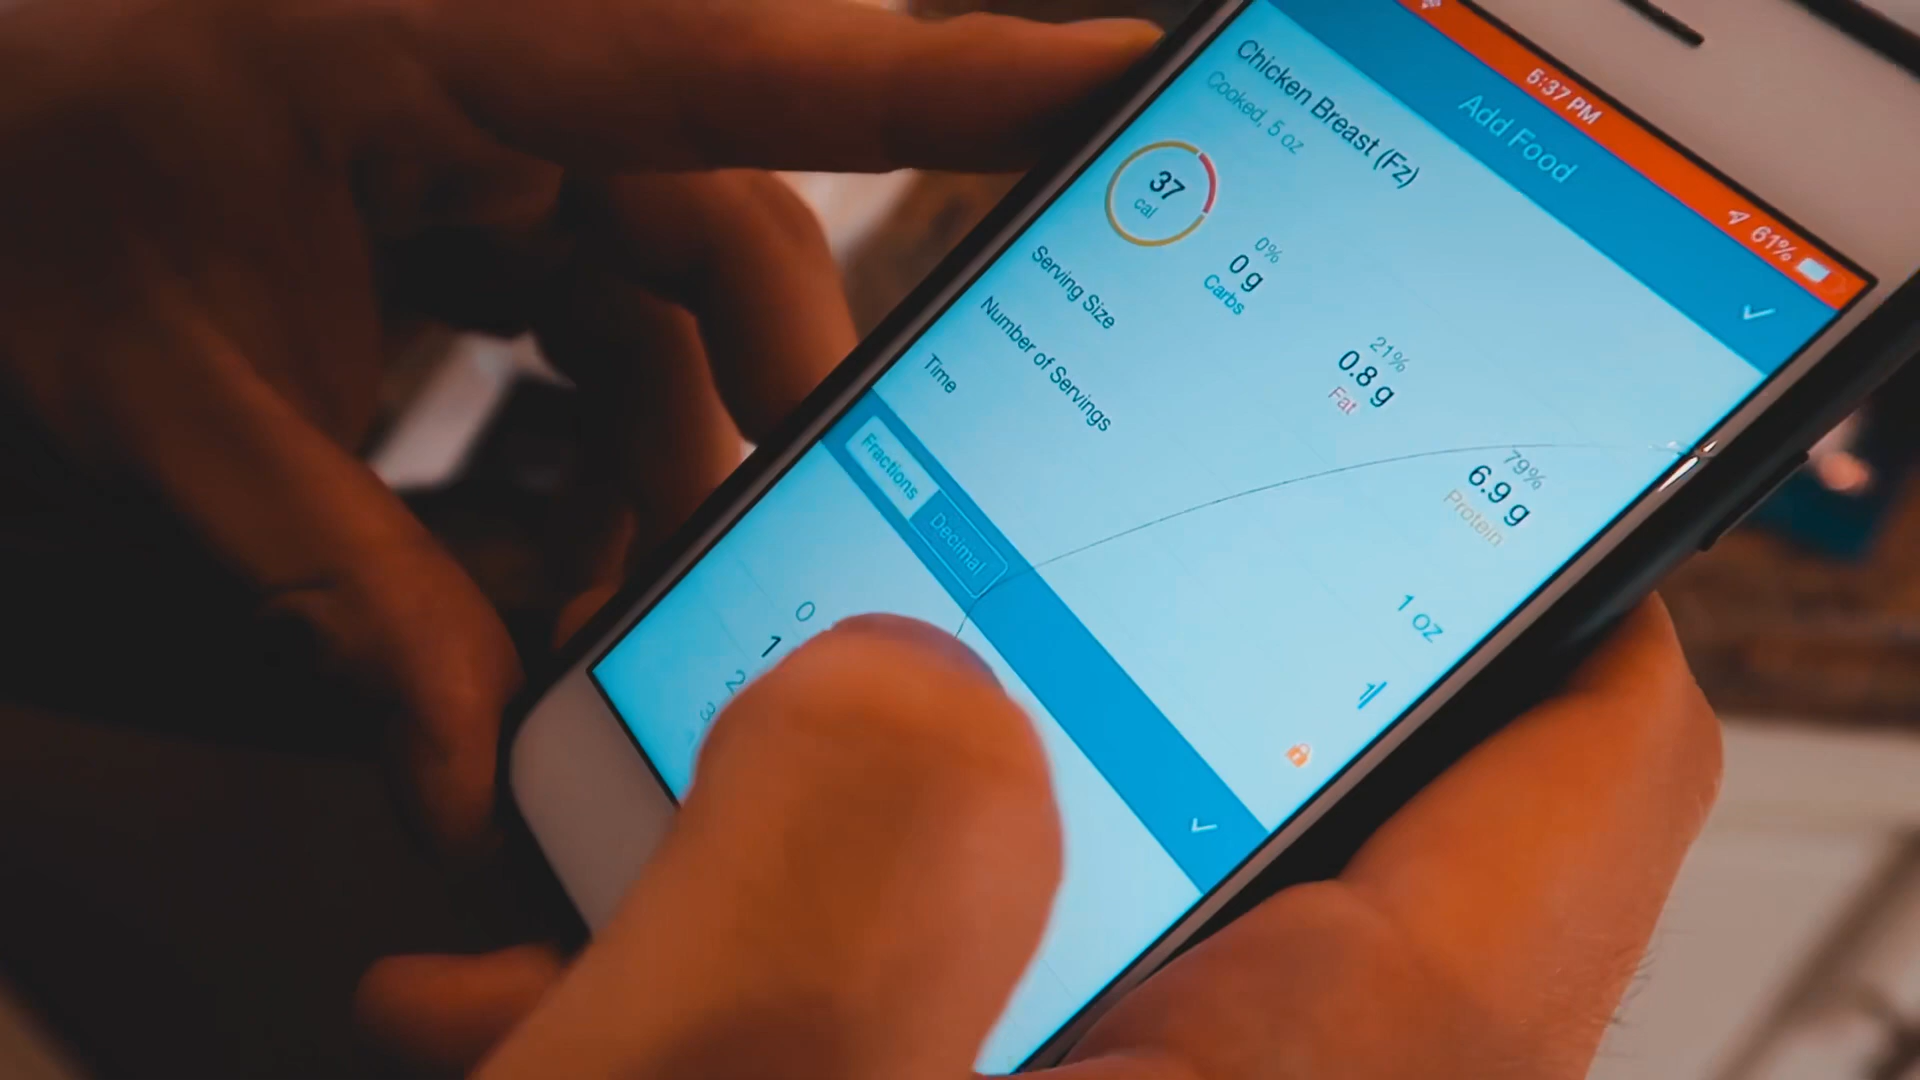 5:37 PM
61%
Add Food
Chicken Breast (Fz)
Cooked, 5 oz
37
cal
0%
0 g
Carbs
21%
0.8 g
Fat
79%
6.9 g
Protein
Serving Size
1 oz
Number of Servings
1
Time
Fractions
Decimal
0
1
2
3